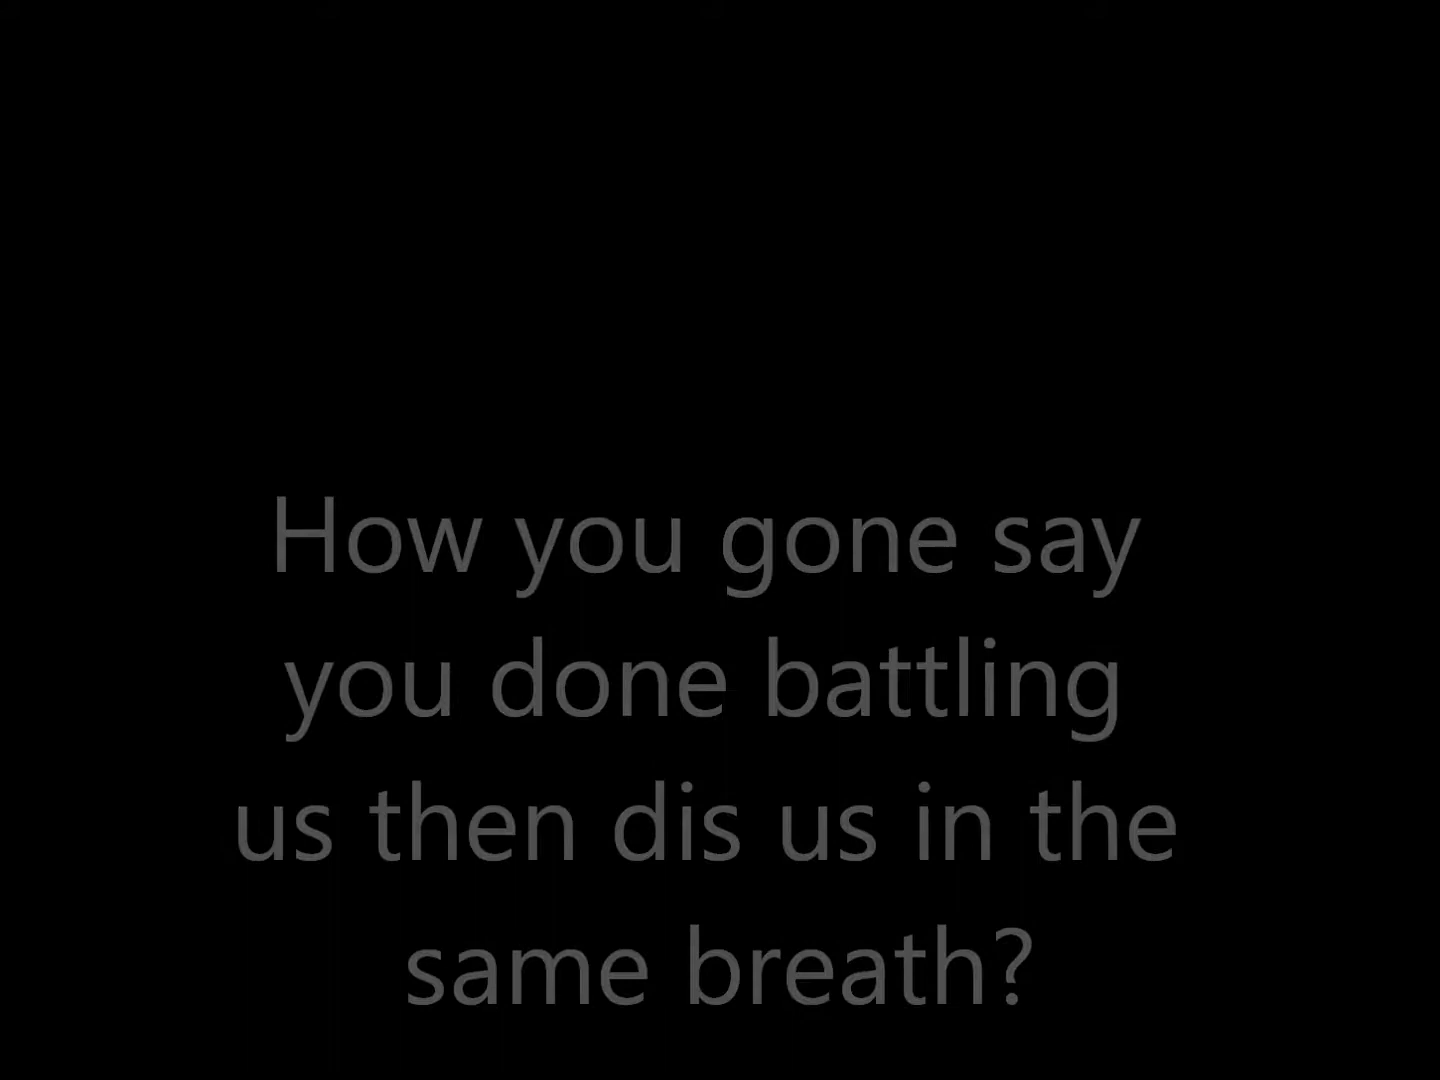 How you gone say
you done battling
us then dis us in the
same breath?